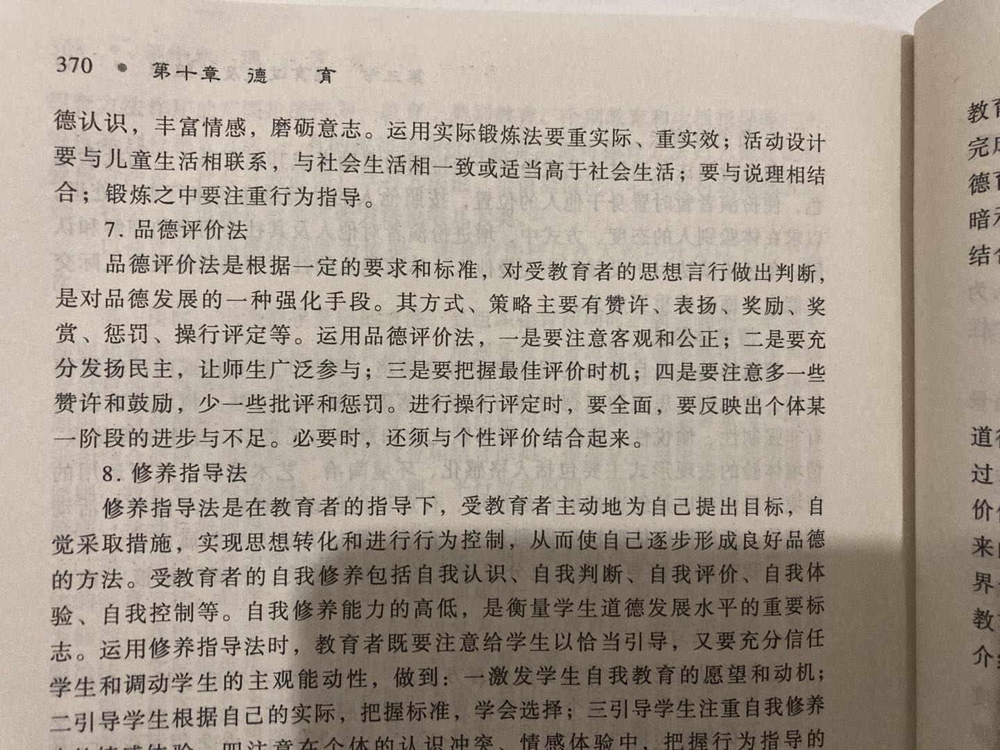 370 • 第十章 德 育
德认识，丰富情感，磨砺意志。运用实际锻炼法要重实际、重实效；活动设计
要与儿童生活相联系，与社会生活相一致或适当高于社会生活；要与说理相结
合；锻炼之中要注重行为指导。
7. 品德评价法
品德评价法是根据一定的要求和标准，对受教育者的思想言行做出判断，
是对品德发展的一种强化手段。其方式、策略主要有赞许、表扬、奖励、奖
赏、惩罚、操行评定等。运用品德评价法，一是要注意客观和公正；二是要充
分发扬民主，让师生广泛参与；三是要把握最佳评价时机；四是要注意多一些
赞许和鼓励，少一些批评和惩罚。进行操行评定时，要全面，要反映出个体某
一阶段的进步与不足。必要时，还须与个性评价结合起来。
8. 修养指导法
修养指导法是在教育者的指导下，受教育者主动地为自己提出目标，自
觉采取措施，实现思想转化和进行行为控制，从而使自己逐步形成良好品德
的方法。受教育者的自我修养包括自我认识、自我判断、自我评价、自我体
验、自我控制等。自我修养能力的高低，是衡量学生道德发展水平的重要标
志。运用修养指导法时，教育者既要注意给学生以恰当引导，又要充分信任
学生和调动学生的主观能动性，做到：一激发学生自我教育的愿望和动机；
二引导学生根据自己的实际，把握标准，学会选择；三引导学生注重自我修养
情感体验，四注意在个体的认识冲突、情感体验中，把握行为指导的
教育
完
德育
暗示
结合
道德
过
价
来
界
教
介